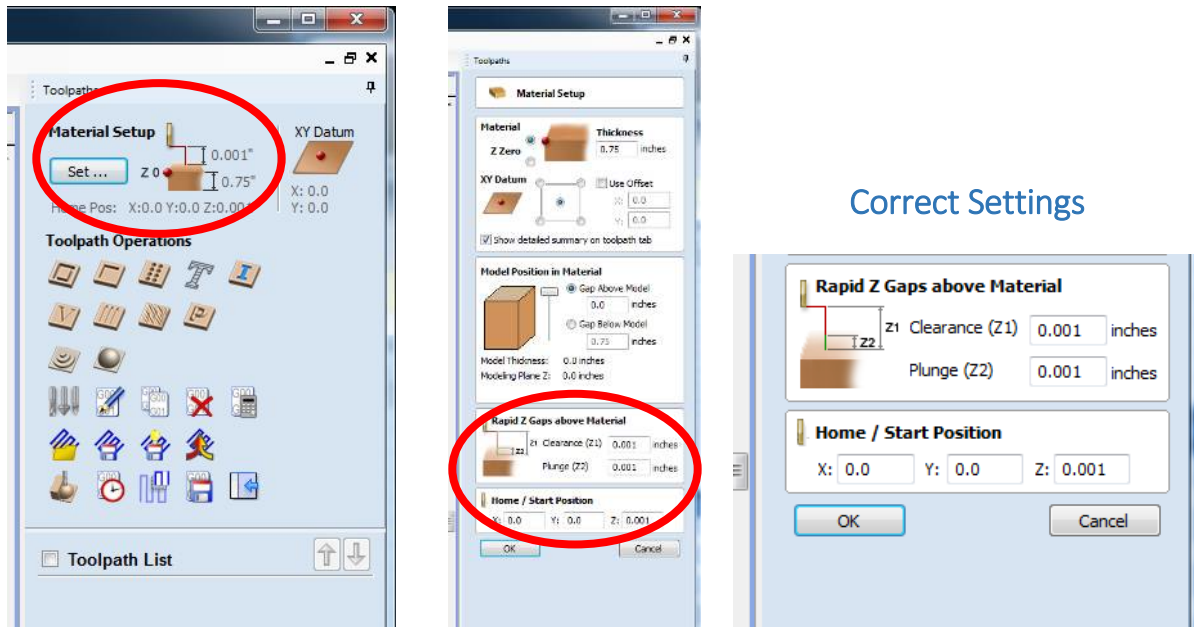 Toolpaths
Material Setup
XY Datum
0.001"
Set ...
Z 0
0.75"
X: 0.0
Y: 0.0
Home Pos: X:0.0 Y:0.0 Z:0.001
Toolpath Operations
Toolpath List
Toolpaths
Material Setup
Material
Thickness
Z Zero
0.75 inches
XY Datum
Use Offset
X: 0.0
Y: 0.0
Show detailed summary on toolpath tab
Model Position in Material
Gap Above Model
0.0 inches
Gap Below Model
0.75 inches
Model Thickness: 0.0 inches
Modeling Plane Z: 0.0 inches
Rapid Z Gaps above Material
Z1 Clearance (Z1) 0.001 inches
Z2
Plunge (Z2) 0.001 inches
Home / Start Position
X: 0.0 Y: 0.0 Z: 0.001
OK Cancel
Correct Settings
Rapid Z Gaps above Material
Z1 Clearance (Z1) 0.001 inches
Z2
Plunge (Z2) 0.001 inches
Home / Start Position
X: 0.0 Y: 0.0 Z: 0.001
OK Cancel